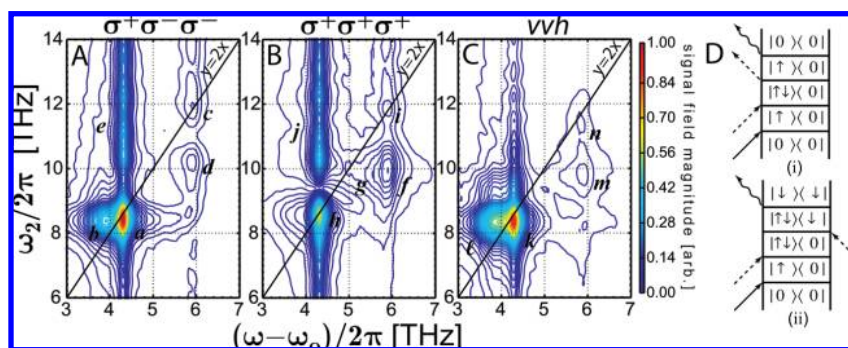 σ⁺σ⁻σ⁻ σ⁺σ⁺σ⁺ vvh
A B C D
14 12 10 8 6
ω₂/2π [THz]
y=2x y=2x y=2x
e c d b a
j i g f h
n m l k
3 4 5 6 7 3 4 5 6 7 3 4 5 6 7
(ω−ω₀)/2π [THz]
1.00
0.84
0.70
0.56
0.42
0.28
0.14
0.00
signal field magnitude [arb.]
|0 ⟩⟨ 0|
|↑ ⟩⟨ 0|
|↑↓⟩⟨ 0|
|↑ ⟩⟨ 0|
|0 ⟩⟨ 0|
(i)
|↓ ⟩⟨ ↓|
|↑↓⟩⟨ ↓|
|↑↓⟩⟨ 0|
|↑ ⟩⟨ 0|
|0 ⟩⟨ 0|
(ii)